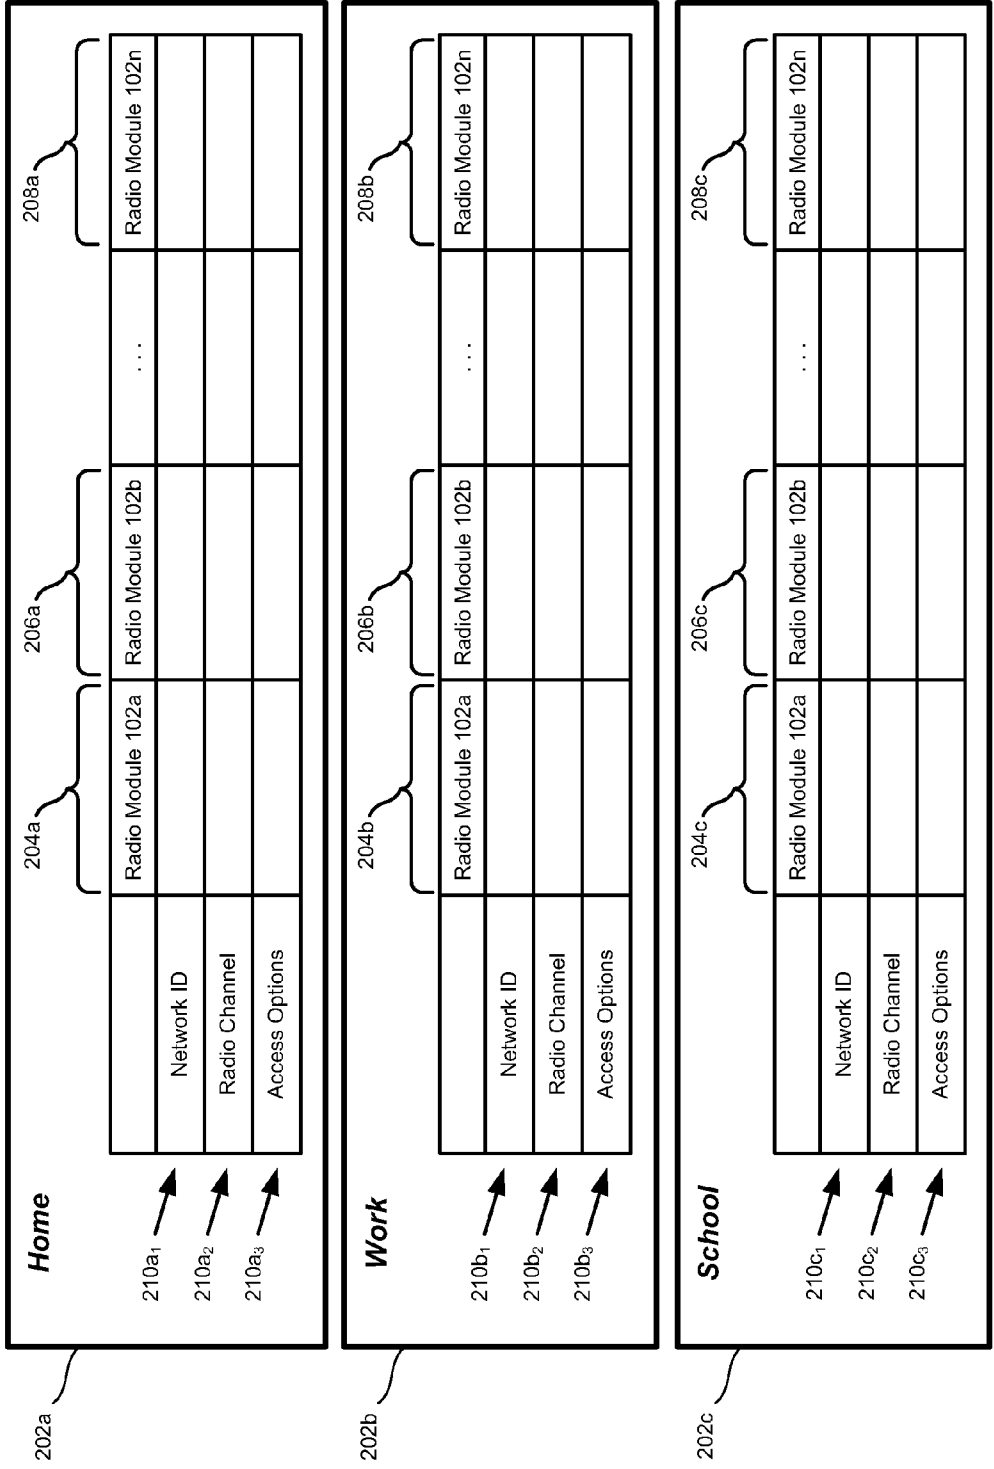 202a
Home
204a
206a
208a
Radio Module 102a
Radio Module 102b
. . .
Radio Module 102n
210a₁
Network ID
210a₂
Radio Channel
210a₃
Access Options
202b
Work
204b
206b
208b
Radio Module 102a
Radio Module 102b
. . .
Radio Module 102n
210b₁
Network ID
210b₂
Radio Channel
210b₃
Access Options
202c
School
204c
206c
208c
Radio Module 102a
Radio Module 102b
. . .
Radio Module 102n
210c₁
Network ID
210c₂
Radio Channel
210c₃
Access Options